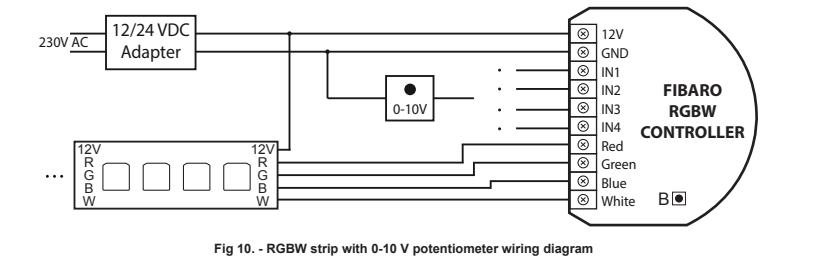 12/24 VDC
Adapter
230V AC
0-10V
12V
GND
IN1
IN2
IN3
IN4
Red
Green
Blue
White
FIBARO
RGBW
CONTROLLER
B
12V
R
G
B
W
12V
R
G
B
W
...
Fig 10. - RGBW strip with 0-10 V potentiometer wiring diagram